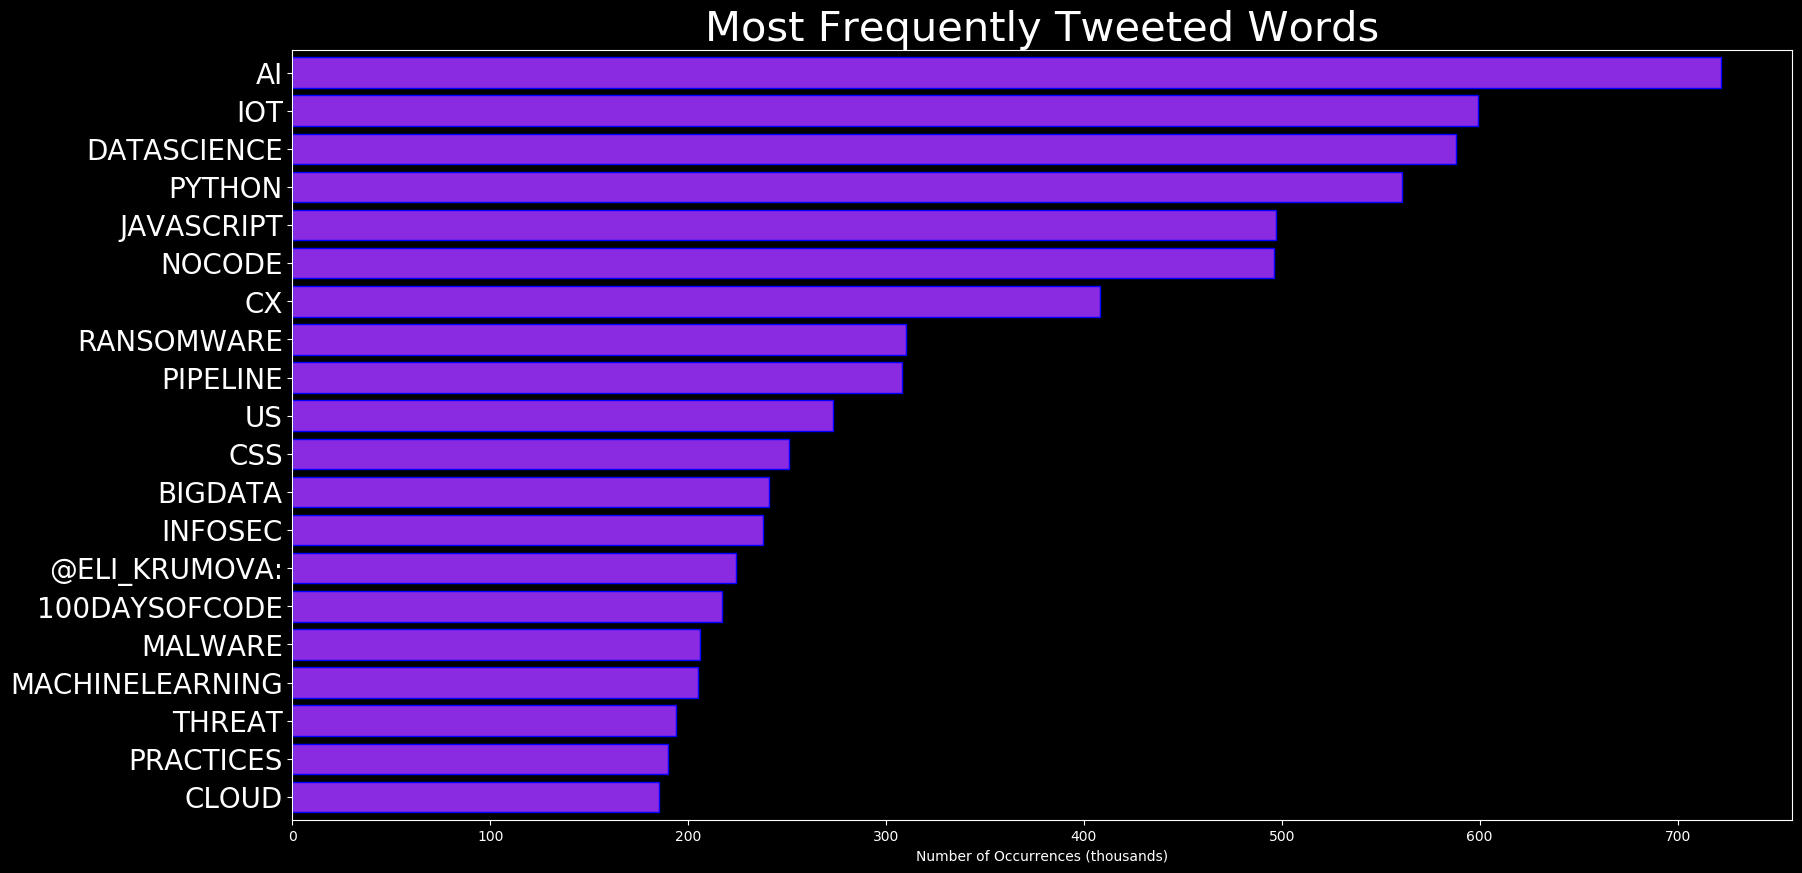 Most Frequently Tweeted Words
AI
IOT
DATASCIENCE
PYTHON
JAVASCRIPT
NOCODE
CX
RANSOMWARE
PIPELINE
US
CSS
BIGDATA
INFOSEC
@ELI_KRUMOVA:
100DAYSOFCODE
MALWARE
MACHINELEARNING
THREAT
PRACTICES
CLOUD
0 100 200 300 400 500 600 700
Number of Occurrences (thousands)